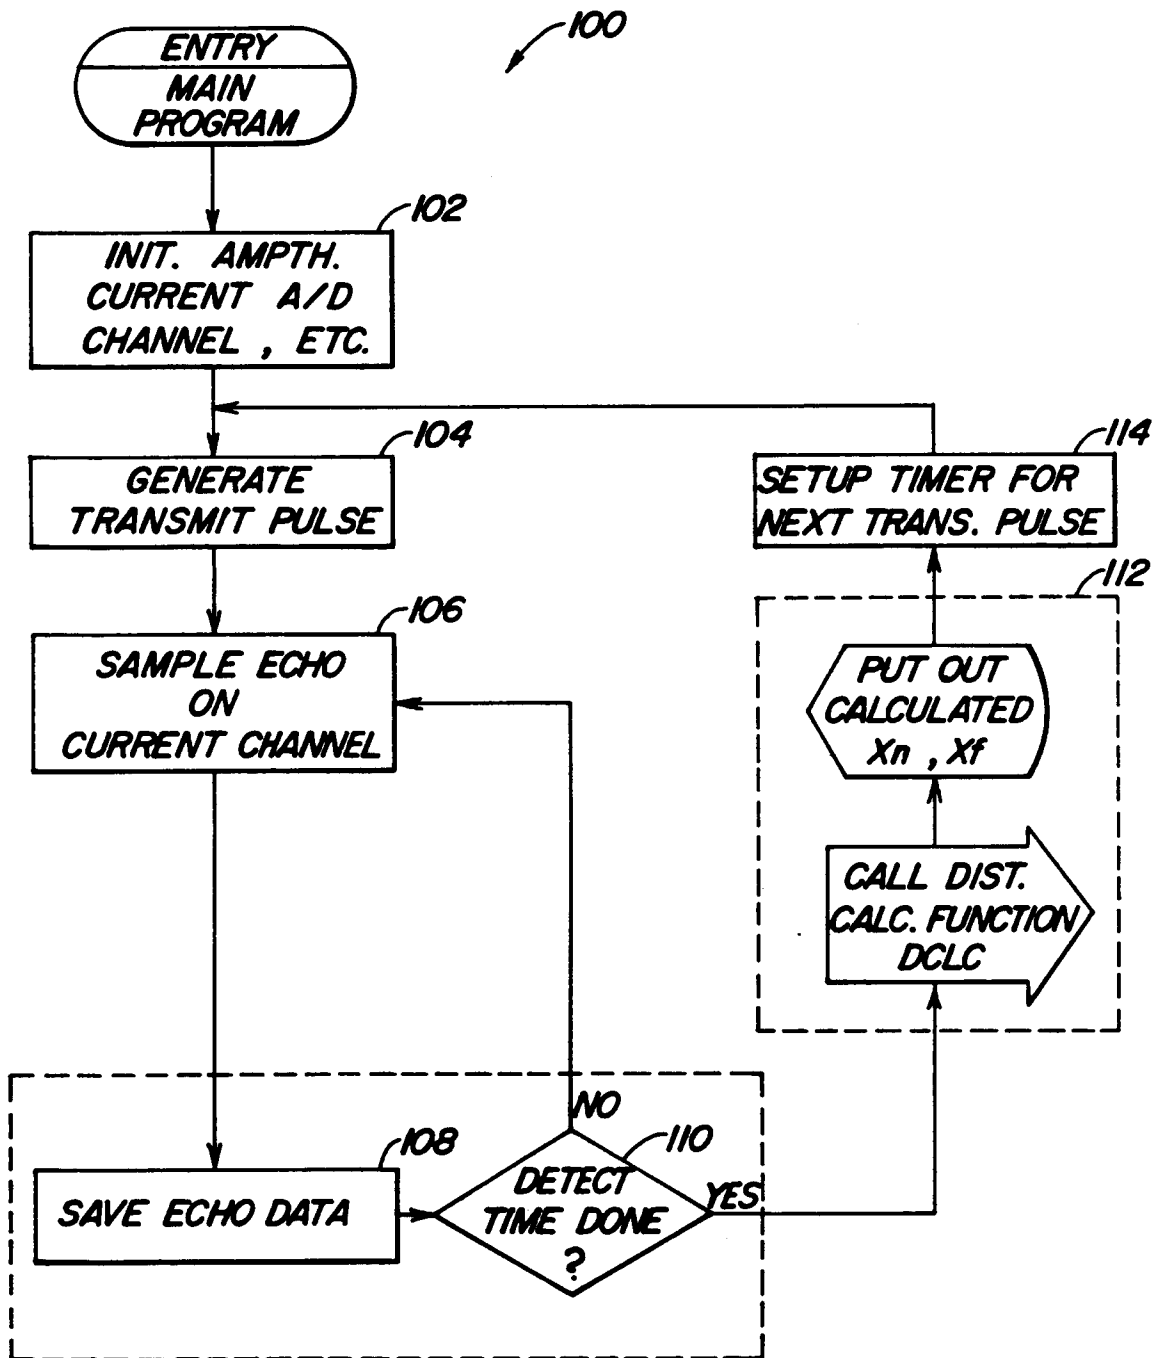 100
ENTRY
MAIN
PROGRAM
102
INIT. AMPTH.
CURRENT A/D
CHANNEL , ETC.
104
GENERATE
TRANSMIT PULSE
114
SETUP TIMER FOR
NEXT TRANS. PULSE
106
SAMPLE ECHO
ON
CURRENT CHANNEL
112
PUT OUT
CALCULATED
Xn , Xf
CALL DIST.
CALC. FUNCTION
DCLC
108
SAVE ECHO DATA
110
DETECT
TIME DONE
?
NO
YES